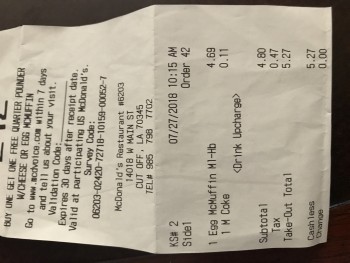 BUY ONE GET ONE FREE QUARTER POUNDER
W/CHEESE OR EGG MCMUFFIN
Go to www.mcdvoice.com within 7 days
and tell us about your visit.
Validation Code:
Expires 30 days after receipt date.
Valid at participating US McDonald's.
Survey Code:
06203-02420-72718-10159-00052-7
McDonald's Restaurant #6203
14018 W MAIN ST
CUT OFF, LA 70345
TEL# 985 798 7702
KS# 2 07/27/2018 10:15 AM
Side1 Order 42
1 Egg McMuffin Ml-Hb 4.69
1 M Coke <Drink Upcharge> 0.11
Subtotal 4.80
Tax 0.47
Take-Out Total 5.27
Cashless 5.27
Change 0.00